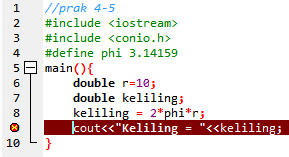 1 //prak 4-5
2 #include <iostream>
3 #include <conio.h>
4 #define phi 3.14159
5 main(){
6 double r=10;
7 double keliling;
8 keliling = 2*phi*r;
cout<<"Keliling = "<<keliling;
10 }